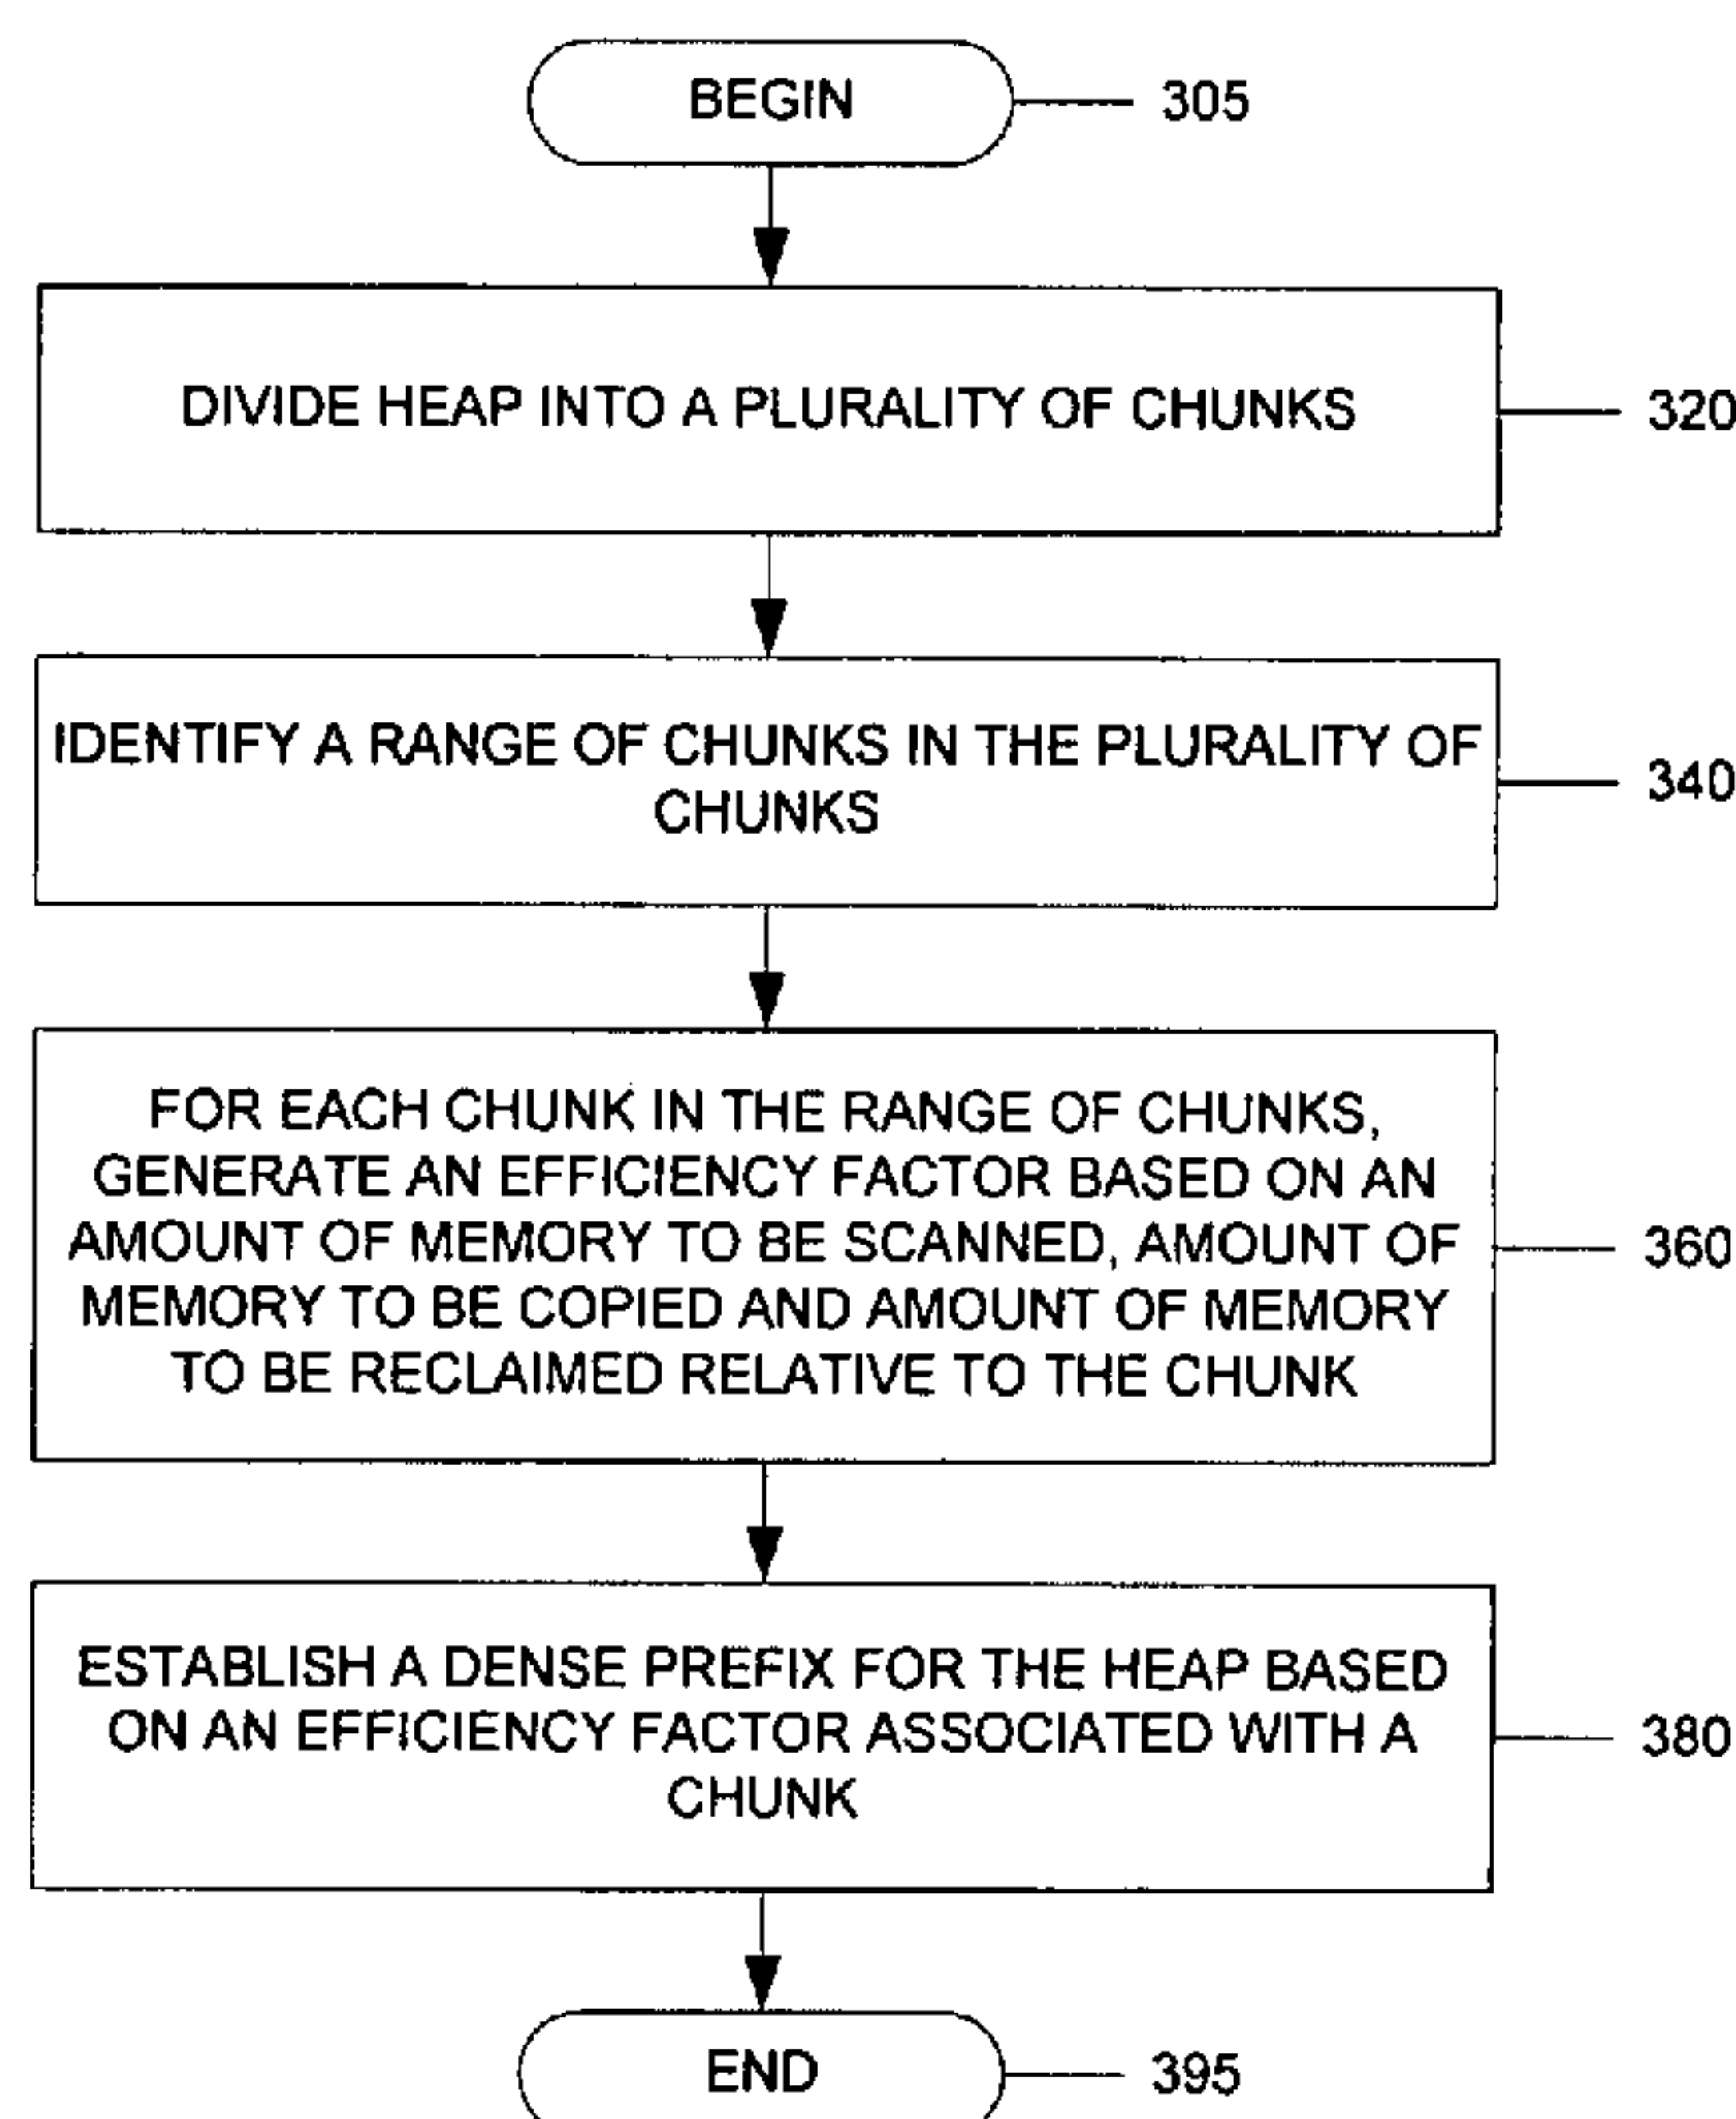 BEGIN
305
DIVIDE HEAP INTO A PLURALITY OF CHUNKS
320
IDENTIFY A RANGE OF CHUNKS IN THE PLURALITY OF
CHUNKS
340
FOR EACH CHUNK IN THE RANGE OF CHUNKS,
GENERATE AN EFFICIENCY FACTOR BASED ON AN
AMOUNT OF MEMORY TO BE SCANNED, AMOUNT OF
MEMORY TO BE COPIED AND AMOUNT OF MEMORY
TO BE RECLAIMED RELATIVE TO THE CHUNK
360
ESTABLISH A DENSE PREFIX FOR THE HEAP BASED
ON AN EFFICIENCY FACTOR ASSOCIATED WITH A
CHUNK
380
END
395